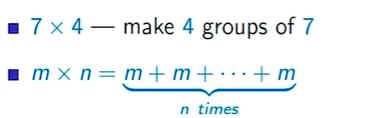 7 × 4 — make 4 groups of 7
m × n = m + m + ··· + m
n times